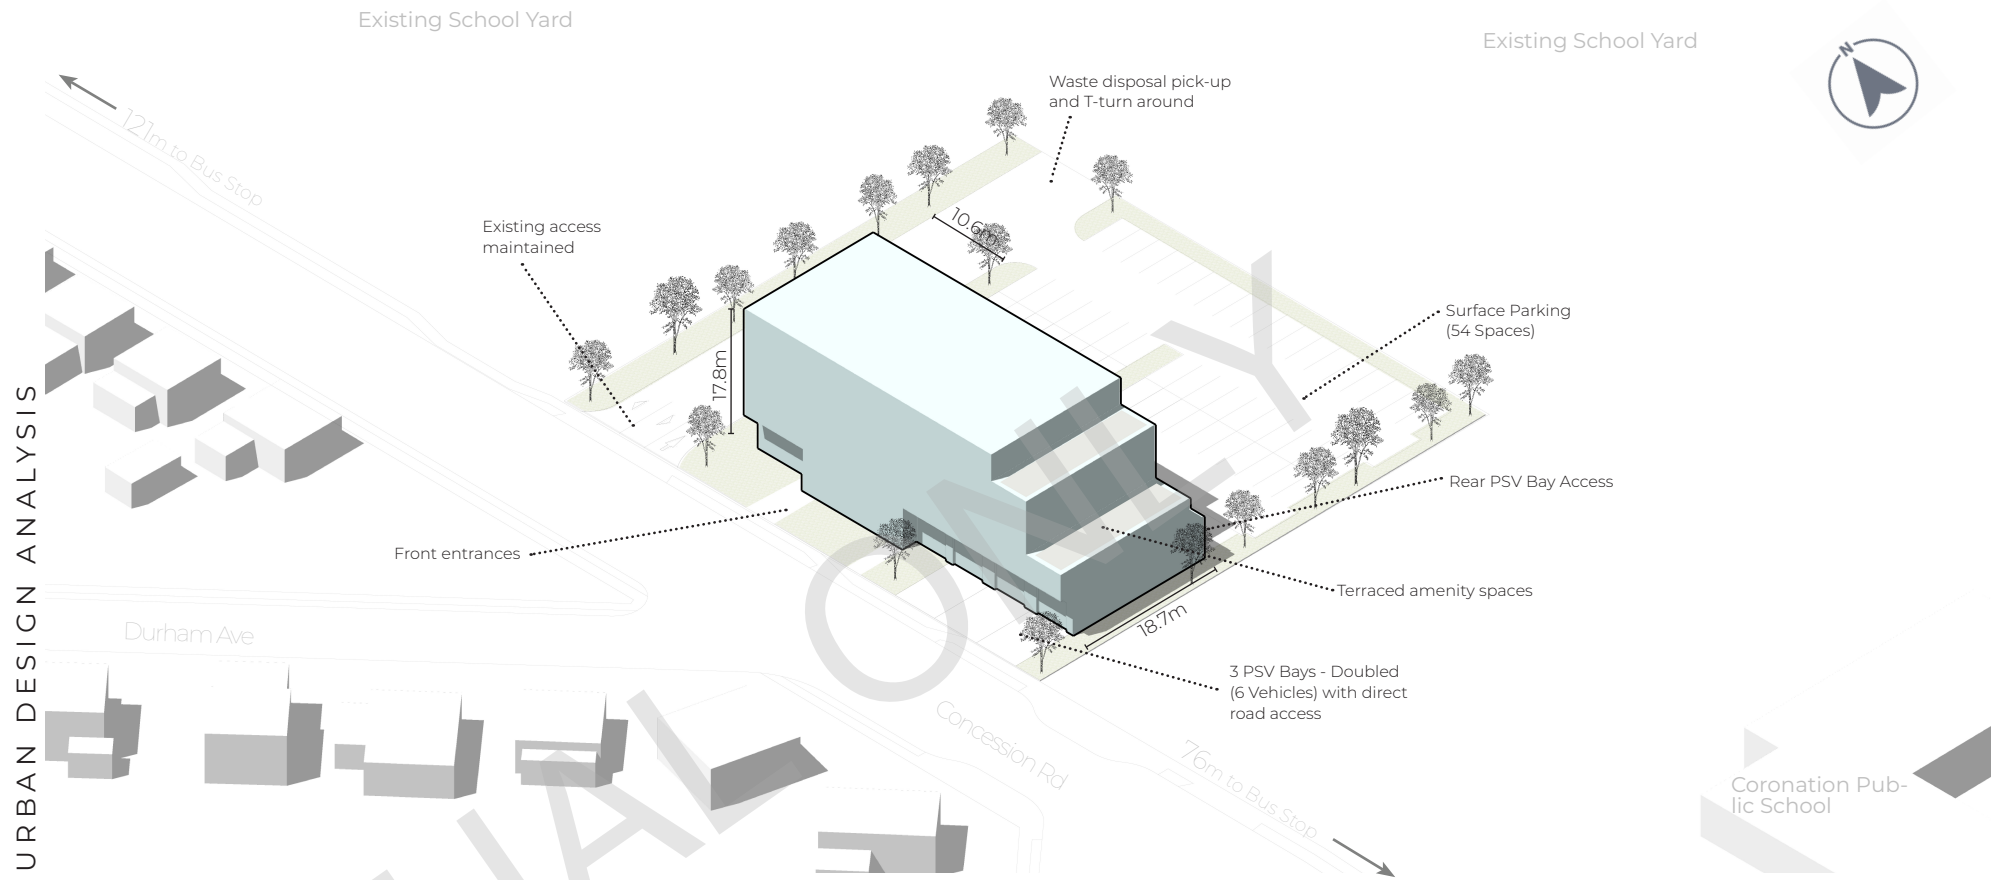 Existing School Yard
Existing School Yard
N
Waste disposal pick-up
and T-turn around
121m to Bus Stop
10.6m
Existing access
maintained
Surface Parking
(54 Spaces)
17.8m
URBAN DESIGN ANALYSIS
Rear PSV Bay Access
Front entrances
Terraced amenity spaces
18.7m
Durham Ave
3 PSV Bays - Doubled
(6 Vehicles) with direct
road access
Concession Rd
76m to Bus Stop
Coronation Pub-
lic School
UAL ONLY